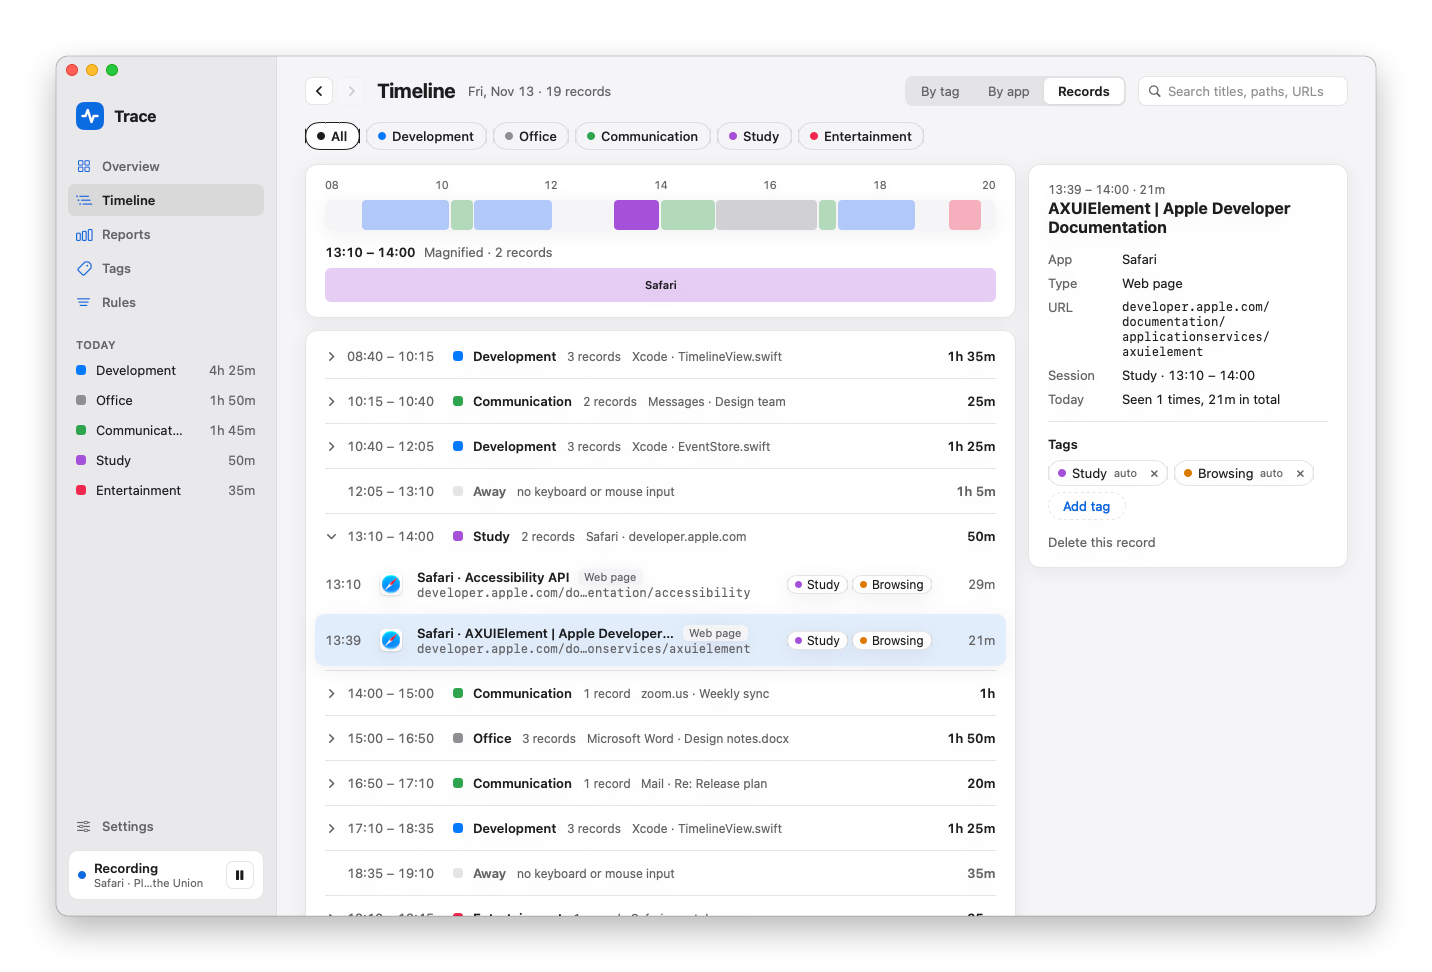 Trace
Overview
Timeline
Reports
Tags
Rules
TODAY
Development 4h 25m
Office 1h 50m
Communicat... 1h 45m
Study 50m
Entertainment 35m
Settings
Recording
Safari · Pl...the Union
Timeline Fri, Nov 13 · 19 records
By tag By app Records
Search titles, paths, URLs
All Development Office Communication Study Entertainment
08 10 12 14 16 18 20
13:10 – 14:00 Magnified · 2 records
Safari
08:40 – 10:15 Development 3 records Xcode · TimelineView.swift 1h 35m
10:15 – 10:40 Communication 2 records Messages · Design team 25m
10:40 – 12:05 Development 3 records Xcode · EventStore.swift 1h 25m
12:05 – 13:10 Away no keyboard or mouse input 1h 5m
13:10 – 14:00 Study 2 records Safari · developer.apple.com 50m
13:10 Safari · Accessibility API Web page Study Browsing 29m
developer.apple.com/do…entation/accessibility
13:39 Safari · AXUIElement | Apple Developer... Web page Study Browsing 21m
developer.apple.com/do…onservices/axuielement
14:00 – 15:00 Communication 1 record zoom.us · Weekly sync 1h
15:00 – 16:50 Office 3 records Microsoft Word · Design notes.docx 1h 50m
16:50 – 17:10 Communication 1 record Mail · Re: Release plan 20m
17:10 – 18:35 Development 3 records Xcode · TimelineView.swift 1h 25m
18:35 – 19:10 Away no keyboard or mouse input 35m
13:39 – 14:00 · 21m
AXUIElement | Apple Developer
Documentation
App Safari
Type Web page
URL developer.apple.com/
documentation/
applicationservices/
axuielement
Session Study · 13:10 – 14:00
Today Seen 1 times, 21m in total
Tags
Study auto × Browsing auto ×
Add tag
Delete this record